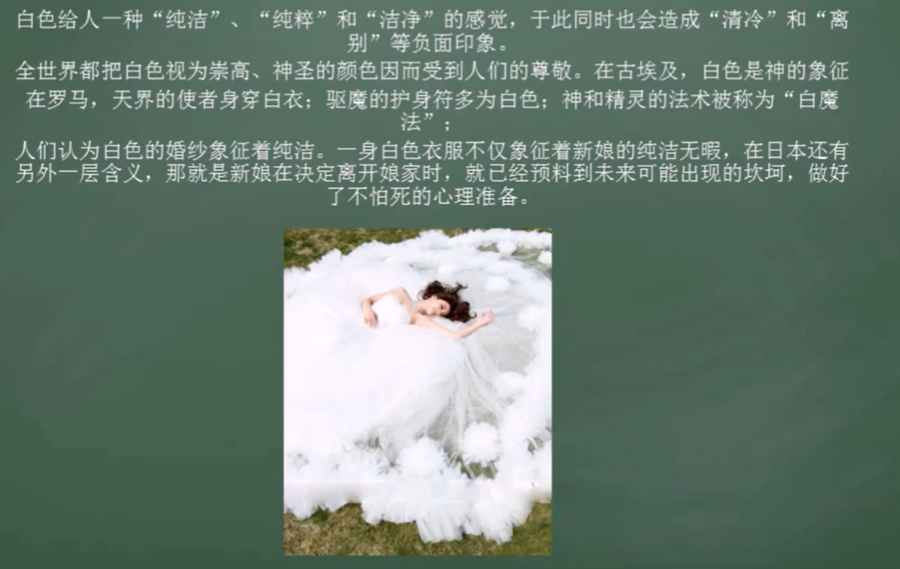 白色给人一种“纯洁”、“纯粹”和“洁净”的感觉，于此同时也会造成“清冷”和“离
别”等负面印象。
全世界都把白色视为崇高、神圣的颜色因而受到人们的尊敬。在古埃及，白色是神的象征
在罗马，天界的使者身穿白衣；驱魔的护身符多为白色；神和精灵的法术被称为“白魔
法”；
人们认为白色的婚纱象征着纯洁。一身白色衣服不仅象征着新娘的纯洁无暇，在日本还有
另外一层含义，那就是新娘在决定离开娘家时，就已经预料到未来可能出现的坎坷，做好
了不怕死的心理准备。